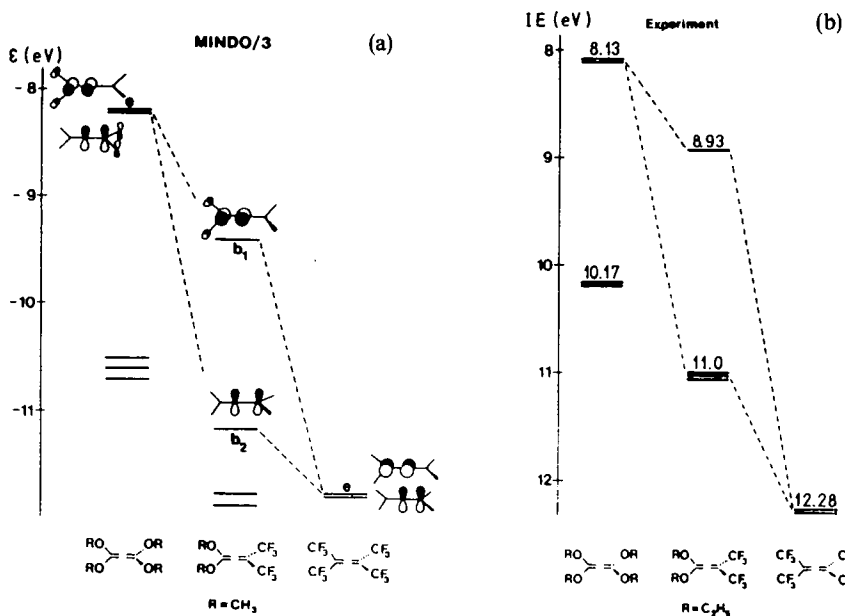 ε (eV)
MINDO/3
(a)
-8
-9
-10
-11
b₁
b₂
e
RO OR
RO OR
RO CF₃
RO CF₃
CF₃ CF₃
CF₃ CF₃
R=CH₃
IE (eV)
Experiment
(b)
8
9
10
11
12
8.13
8.93
10.17
11.0
12.28
RO OR
RO OR
RO CF₃
RO CF₃
CF₃ C
CF₃ C
R=C₂H₅